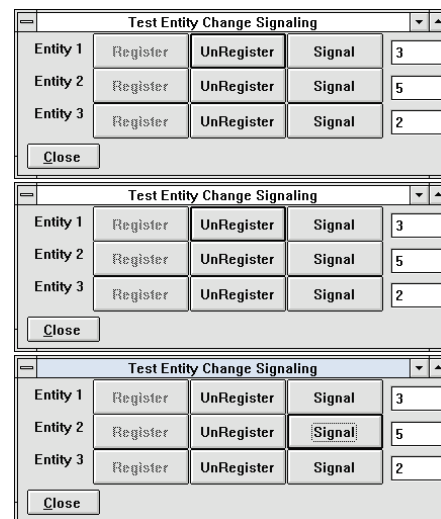 Test Entity Change Signaling
Entity 1 Register UnRegister Signal 3
Entity 2 Register UnRegister Signal 5
Entity 3 Register UnRegister Signal 2
Close
Test Entity Change Signaling
Entity 1 Register UnRegister Signal 3
Entity 2 Register UnRegister Signal 5
Entity 3 Register UnRegister Signal 2
Close
Test Entity Change Signaling
Entity 1 Register UnRegister Signal 3
Entity 2 Register UnRegister Signal 5
Entity 3 Register UnRegister Signal 2
Close